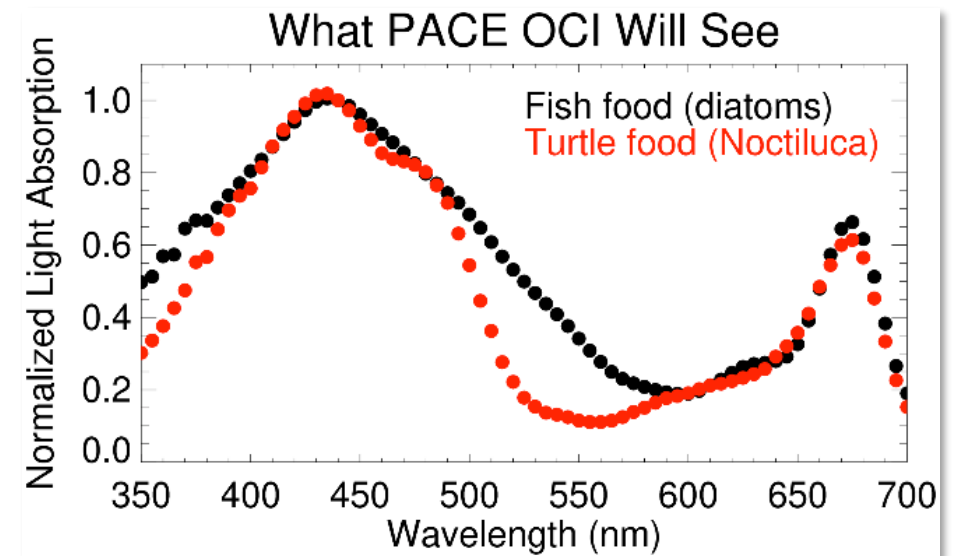 What PACE OCI Will See
Normalized Light Absorption
1.0
0.8
0.6
0.4
0.2
0.0
Fish food (diatoms)
Turtle food (Noctiluca)
350 400 450 500 550 600 650 700
Wavelength (nm)